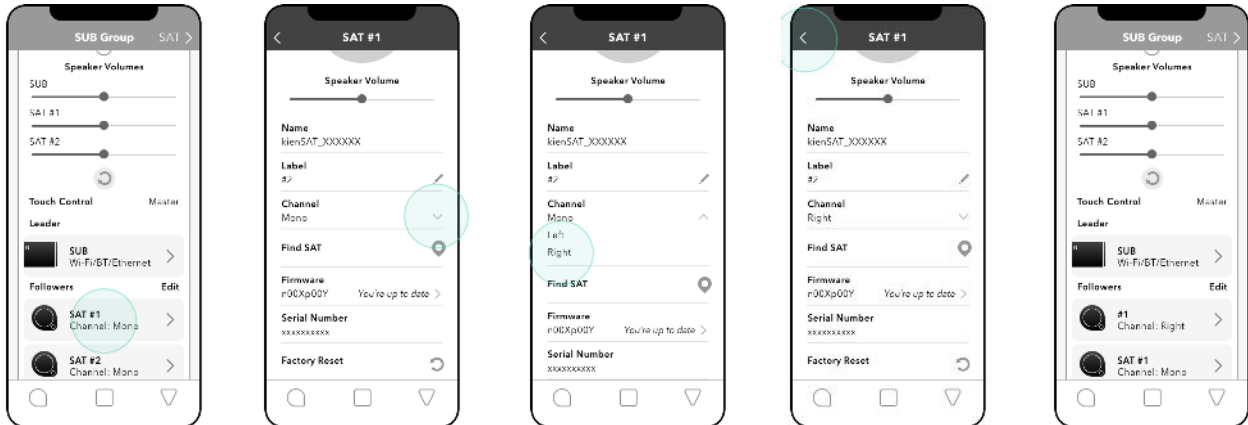 SUB Group SAT >
Speaker Volumes
SUB
SAT #1
SAT #2
Touch Control Master
Leader
SUB
Wi-Fi/BT/Ethernet
Followers Edit
SAT #1
Channel: Mono
SAT #2
Channel: Mono
SAT #1
Speaker Volume
Name
kienSAT_XXXXXX
Label
#2
Channel
Mono
Find SAT
Firmware
n00Xp00Y You're up to date >
Serial Number
xxxxxxxxxx
Factory Reset
SAT #1
Speaker Volume
Name
kienSAT_XXXXXX
Label
#2
Channel
Mono
Left
Right
Find SAT
Firmware
n00Xp00Y You're up to date >
Serial Number
xxxxxxxxxx
SAT #1
Speaker Volume
Name
kienSAT_XXXXXX
Label
#2
Channel
Right
Find SAT
Firmware
n00Xp00Y You're up to date >
Serial Number
xxxxxxxxxx
Factory Reset
SUB Group SAT >
Speaker Volumes
SUB
SAT #1
SAT #2
Touch Control Master
Leader
SUB
Wi-Fi/BT/Ethernet
Followers Edit
#1
Channel: Right
SAT #1
Channel: Mono